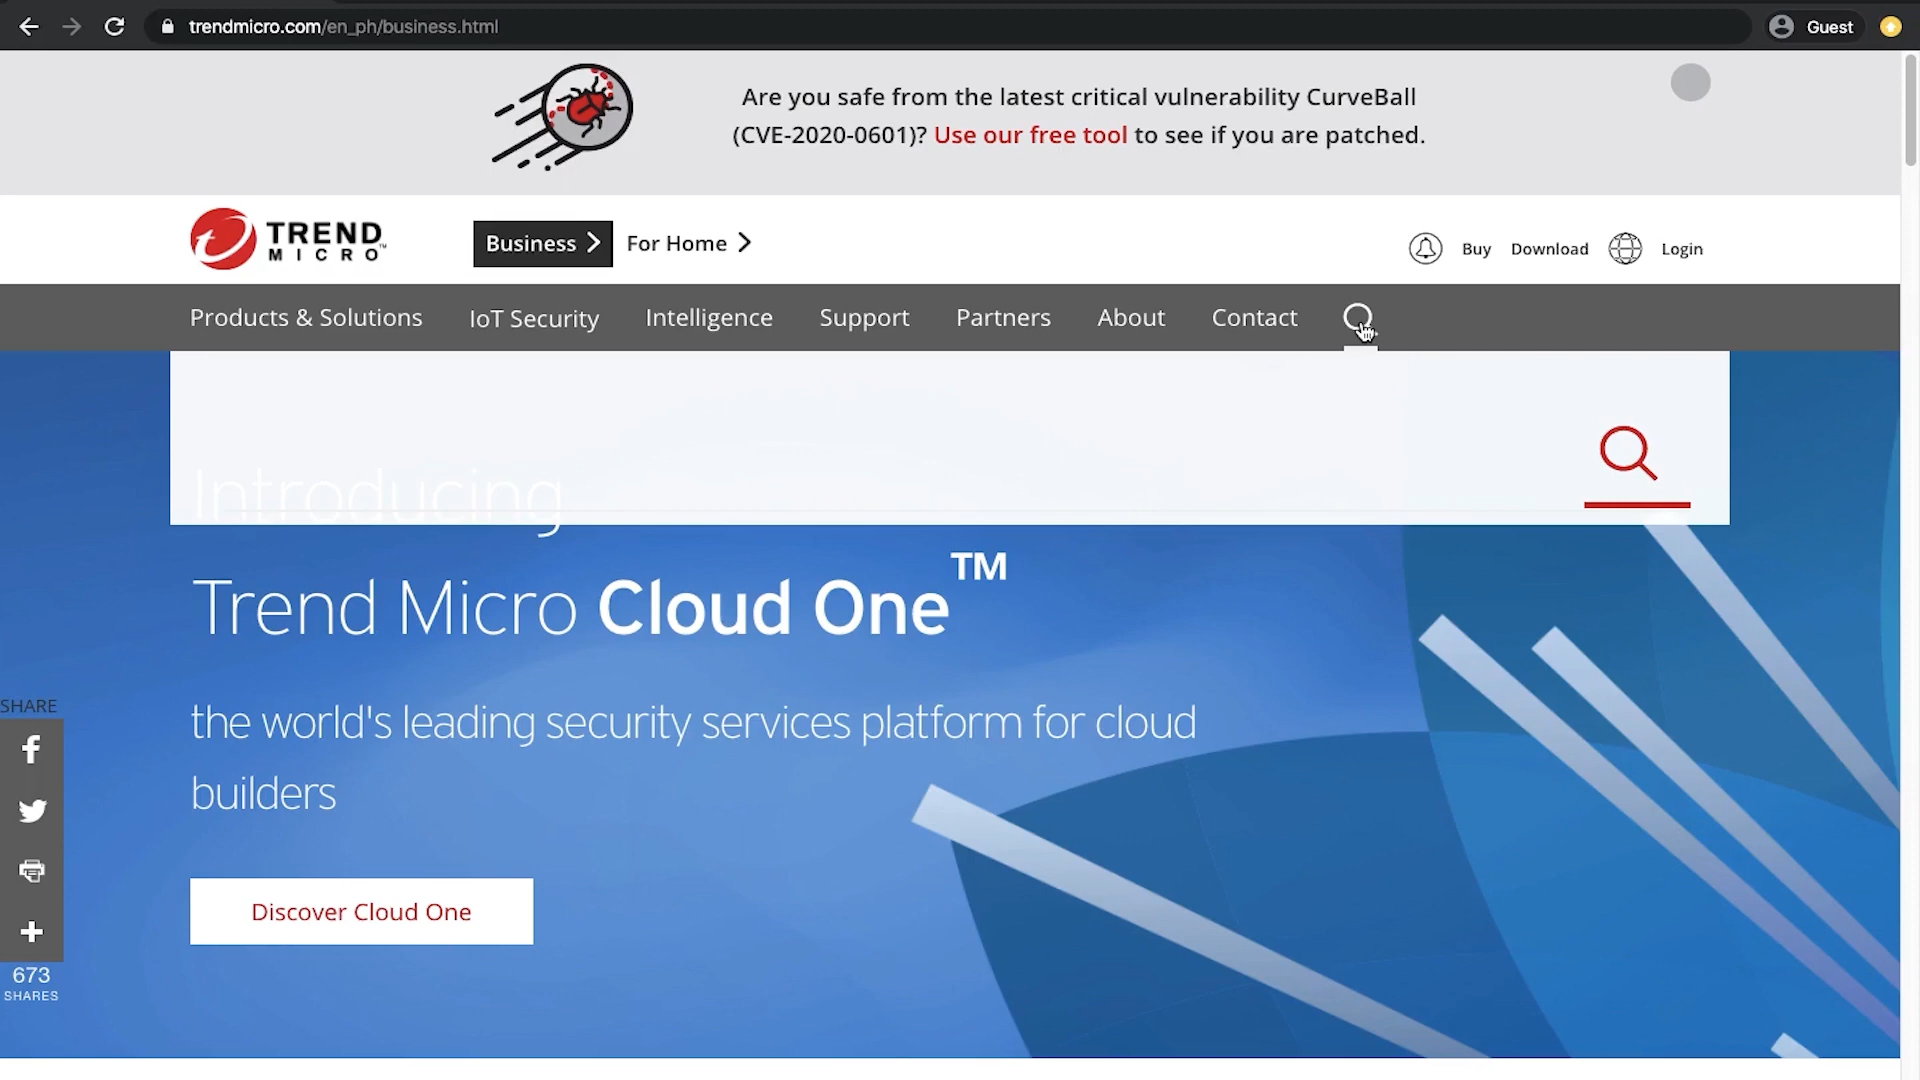 trendmicro.com/en_ph/business.html
Guest
Are you safe from the latest critical vulnerability CurveBall
(CVE-2020-0601)? Use our free tool to see if you are patched.
TREND
MICRO™
Business
For Home
Buy
Download
Login
Products & Solutions
IoT Security
Intelligence
Support
Partners
About
Contact
Introducing
Trend Micro Cloud One™
the world's leading security services platform for cloud
builders
Discover Cloud One
SHARE
673
SHARES